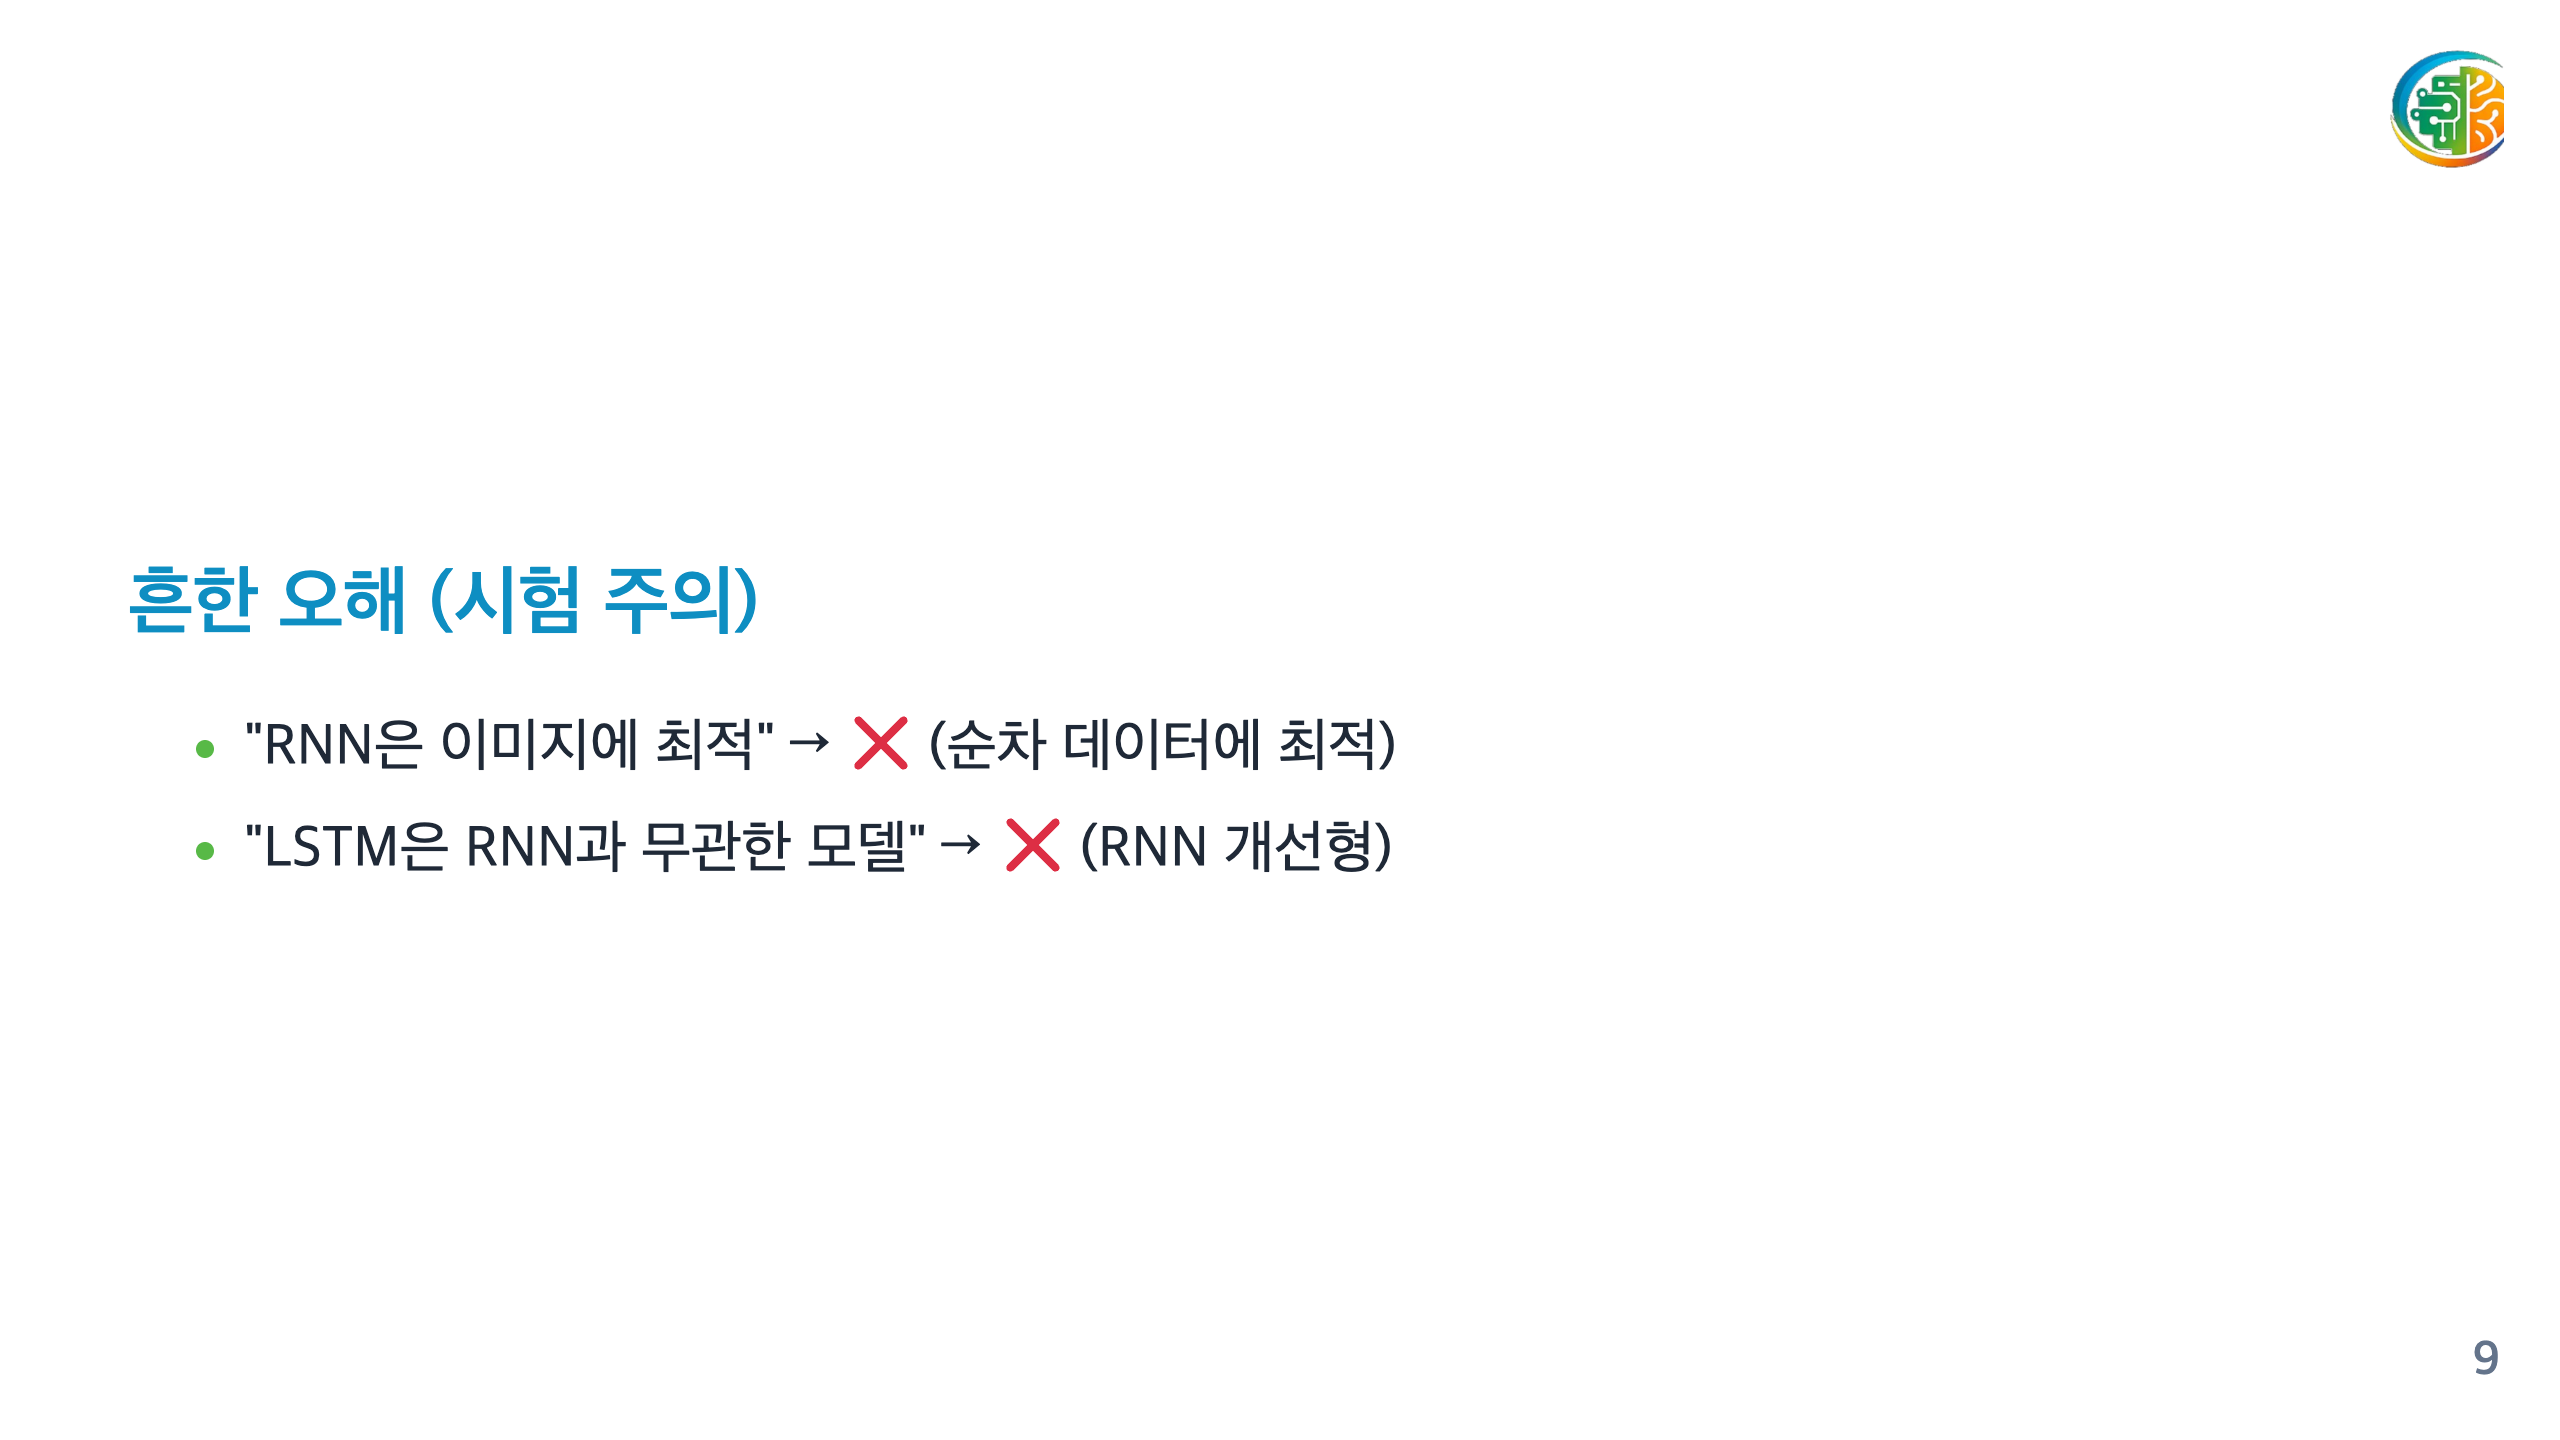 흔한 오해 (시험 주의)
• "RNN은 이미지에 최적" → ❌ (순차 데이터에 최적)
• "LSTM은 RNN과 무관한 모델" → ❌ (RNN 개선형)
9